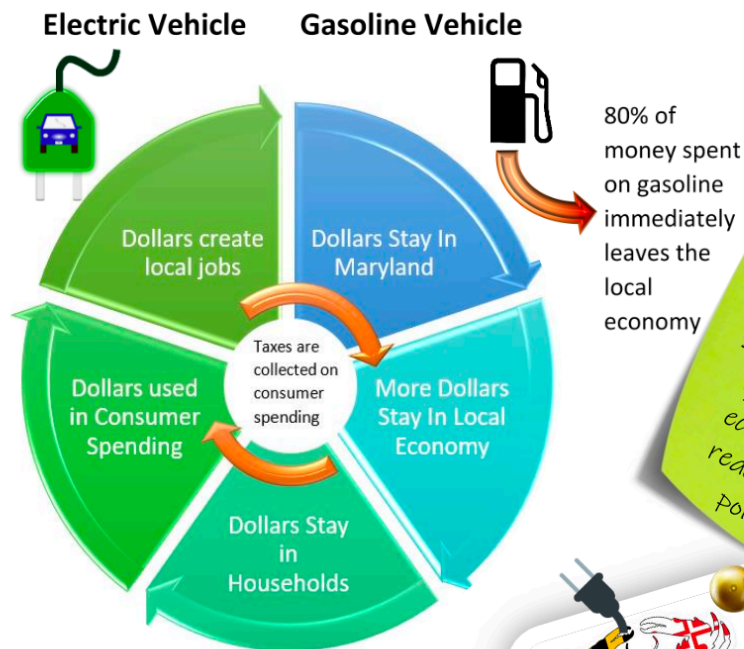 Electric Vehicle
Gasoline Vehicle
80% of
money spent
on gasoline
immediately
leaves the
local
economy
Dollars create
local jobs
Dollars Stay In
Maryland
Taxes are
collected on
consumer
spending
Dollars used
in Consumer
Spending
More Dollars
Stay In Local
Economy
Dollars Stay
in
Households